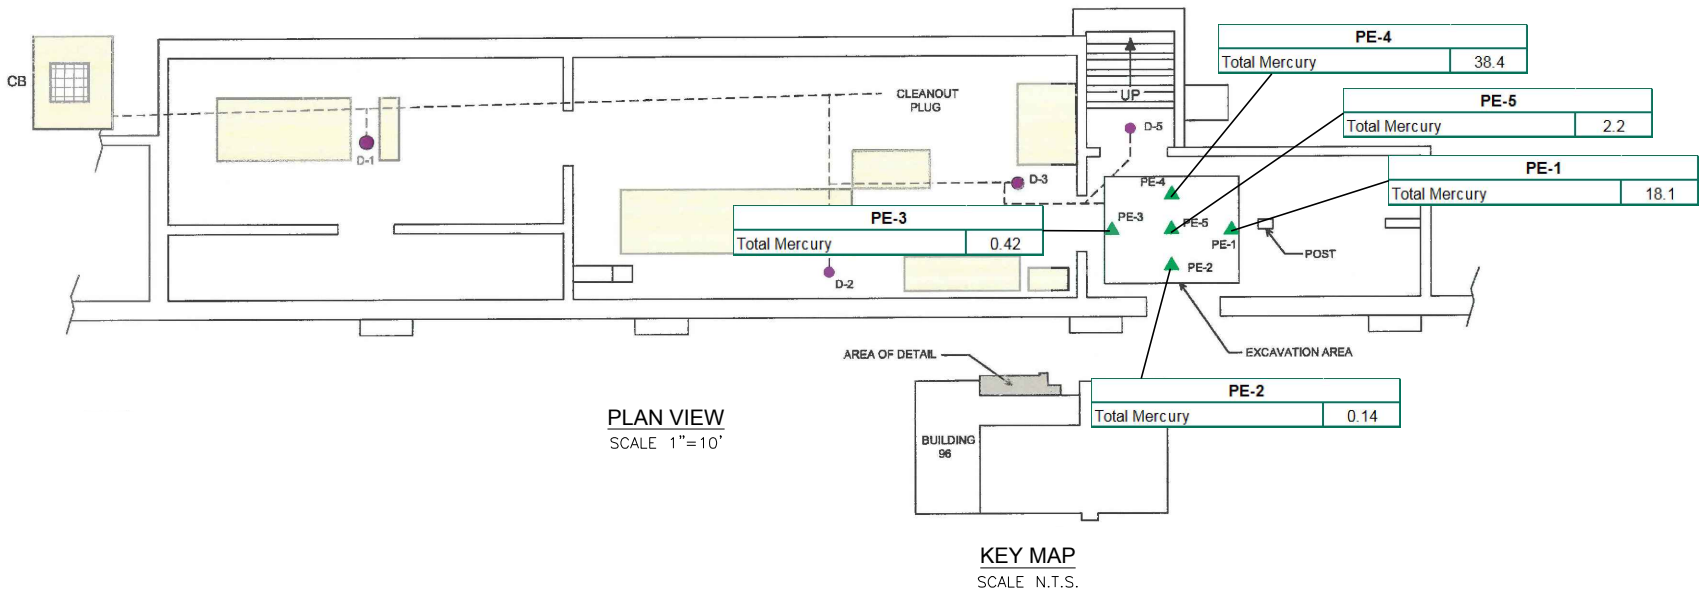 PE-4
Total Mercury 38.4
CB
CLEANOUT
PLUG
UP
PE-5
Total Mercury 2.2
D-5
D-1
PE-1
Total Mercury 18.1
D-3
PE-4
PE-3
Total Mercury 0.42
PE-3
PE-5
PE-1
POST
PE-2
D-2
EXCAVATION AREA
AREA OF DETAIL
PE-2
Total Mercury 0.14
PLAN VIEW
SCALE 1"=10'
BUILDING
96
KEY MAP
SCALE N.T.S.